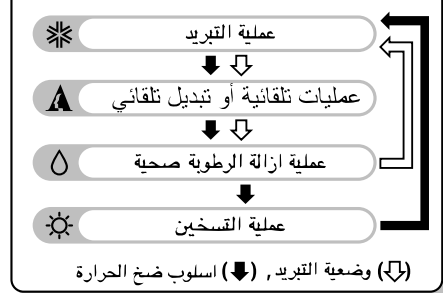 عملية التبريد
عمليات تلقائية أو تبديل تلقائي
عملية ازالة الرطوبة صحية
عملية التسخين
(⇩) وضعية التبريد , (⬇) اسلوب ضخ الحرارة